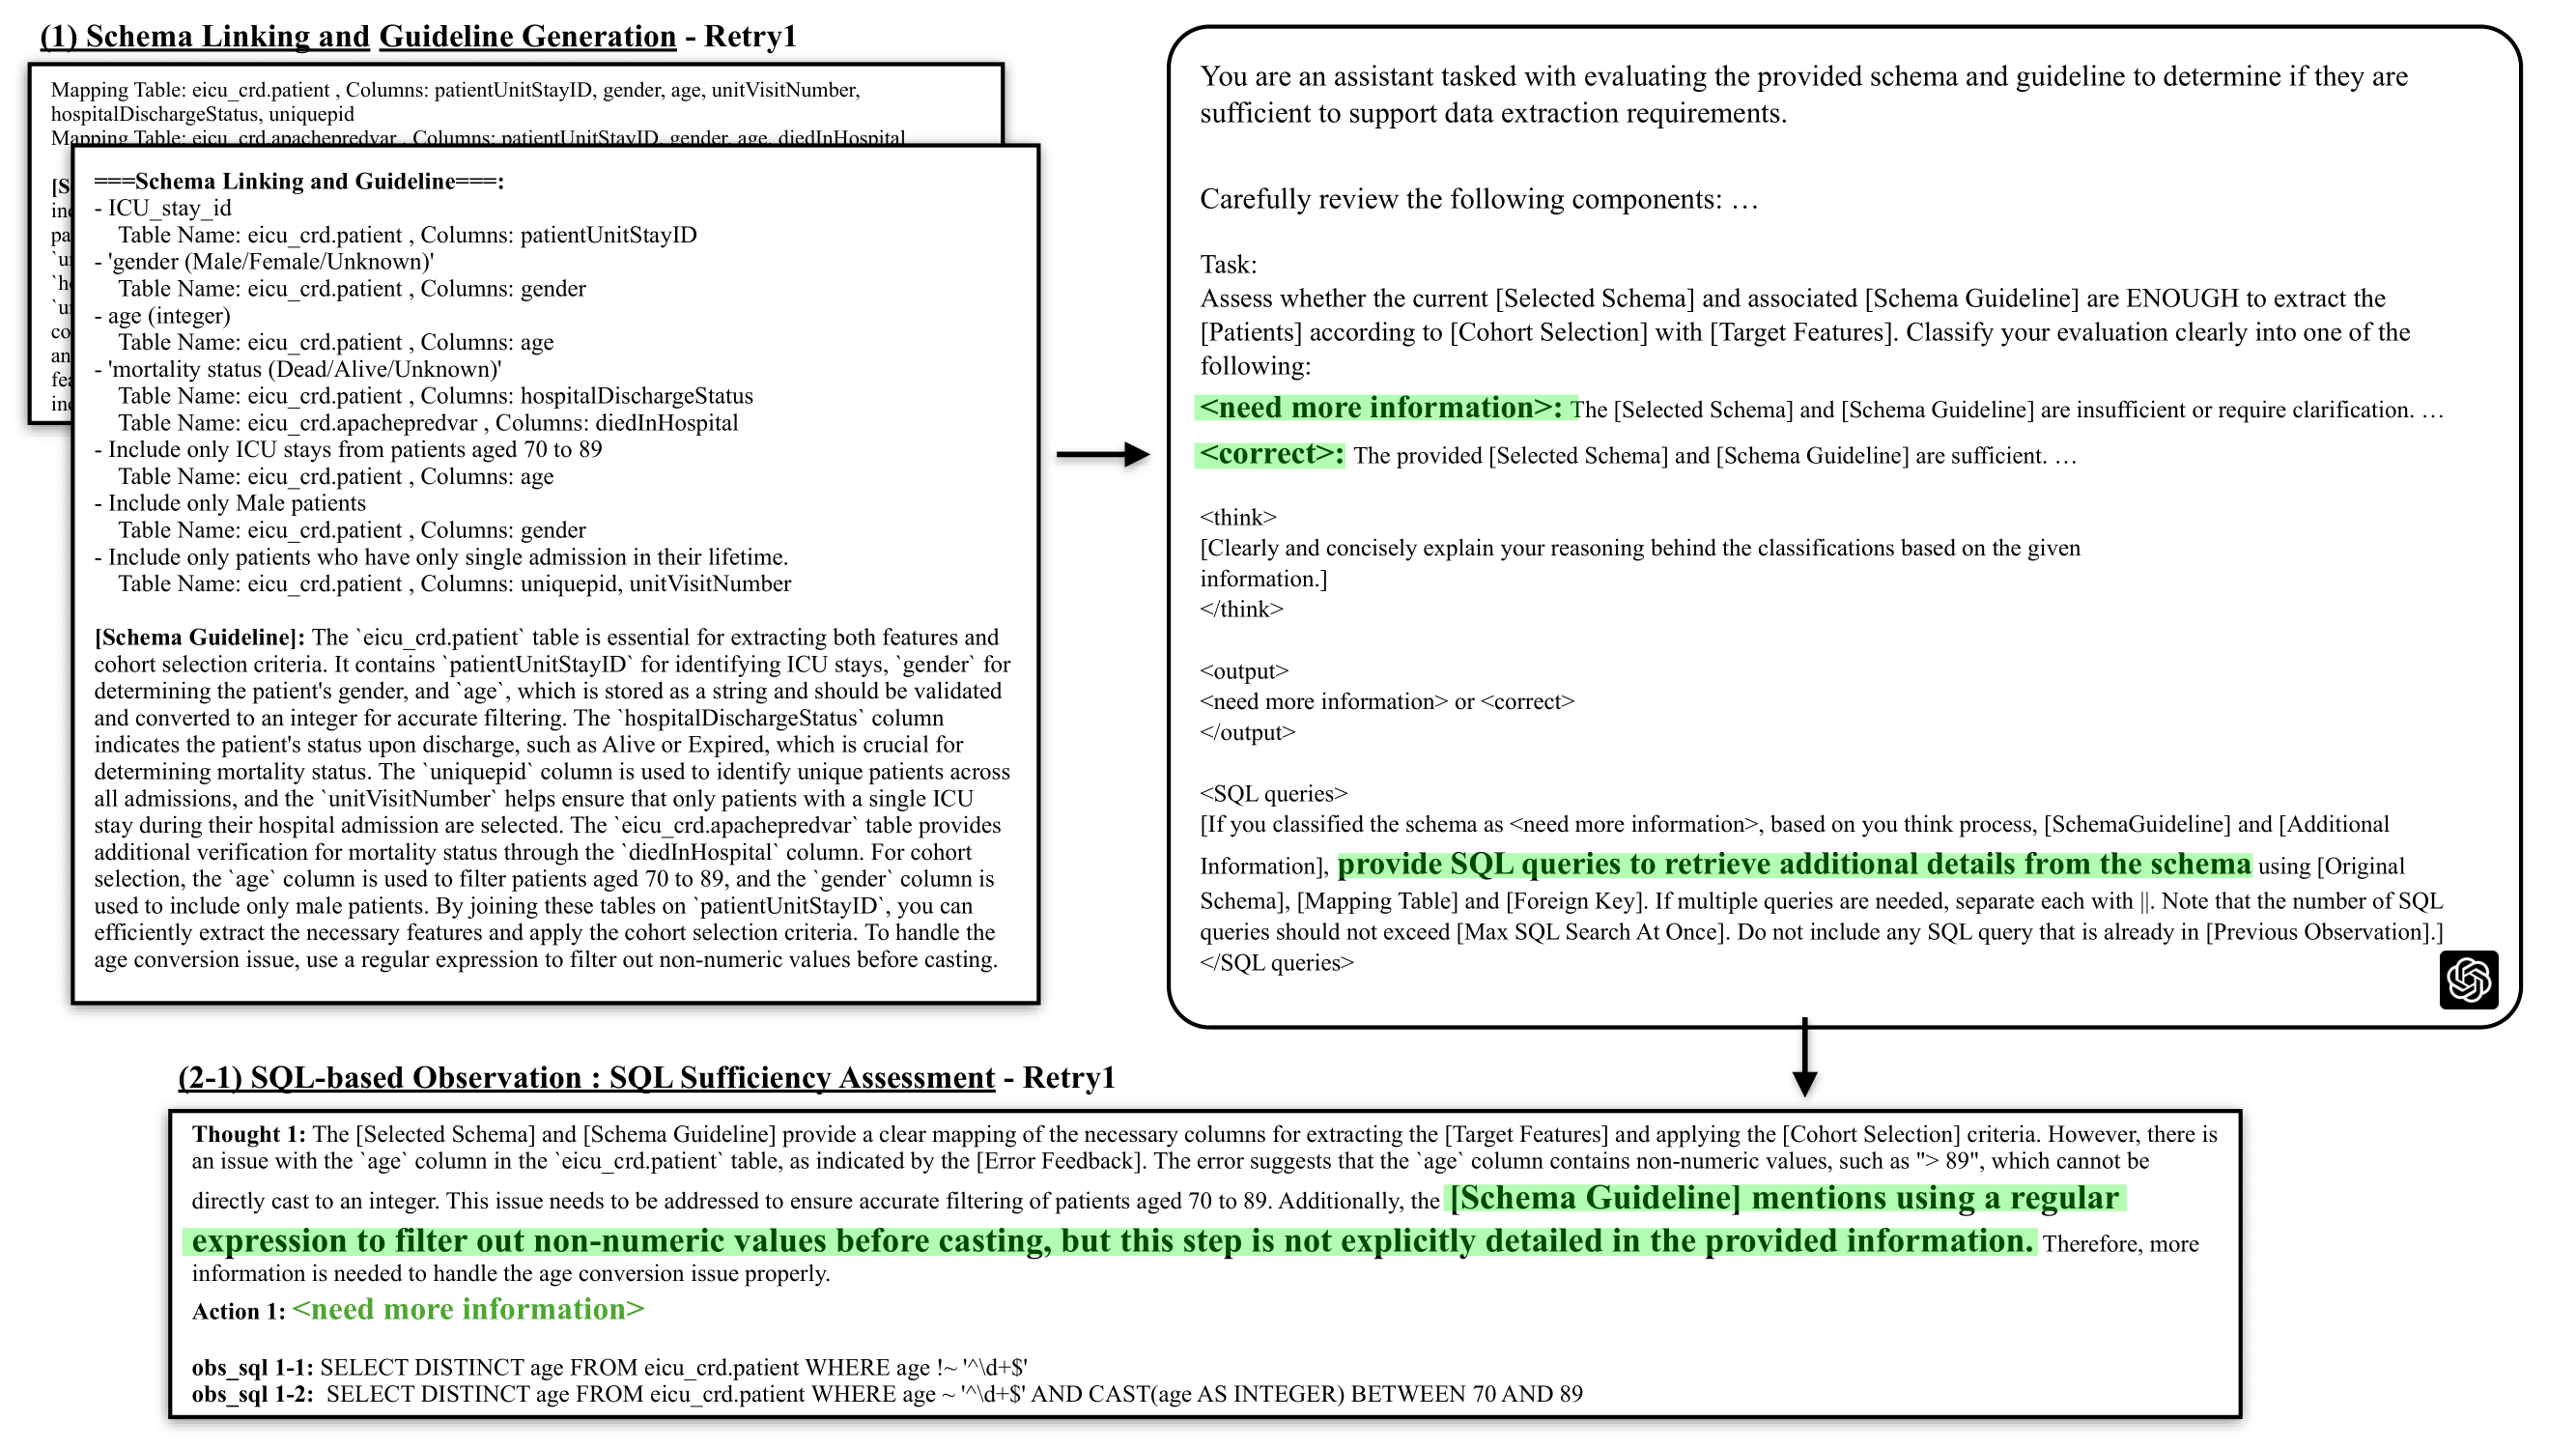 (1) Schema Linking and Guideline Generation - Retry1
Mapping Table: eicu_crd.patient , Columns: patientUnitStayID, gender, age, unitVisitNumber,
hospitalDischargeStatus, uniquepid
Mapping Table: eicu_crd.apachepredvar , Columns: patientUnitStayID, gender, age, diedInHospital
===Schema Linking and Guideline===:
- ICU_stay_id
Table Name: eicu_crd.patient , Columns: patientUnitStayID
- 'gender (Male/Female/Unknown)'
Table Name: eicu_crd.patient , Columns: gender
- age (integer)
Table Name: eicu_crd.patient , Columns: age
- 'mortality status (Dead/Alive/Unknown)'
Table Name: eicu_crd.patient , Columns: hospitalDischargeStatus
Table Name: eicu_crd.apachepredvar , Columns: diedInHospital
- Include only ICU stays from patients aged 70 to 89
Table Name: eicu_crd.patient , Columns: age
- Include only Male patients
Table Name: eicu_crd.patient , Columns: gender
- Include only patients who have only single admission in their lifetime.
Table Name: eicu_crd.patient , Columns: uniquepid, unitVisitNumber
[Schema Guideline]: The `eicu_crd.patient` table is essential for extracting both features and
cohort selection criteria. It contains `patientUnitStayID` for identifying ICU stays, `gender` for
determining the patient's gender, and `age`, which is stored as a string and should be validated
and converted to an integer for accurate filtering. The `hospitalDischargeStatus` column
indicates the patient's status upon discharge, such as Alive or Expired, which is crucial for
determining mortality status. The `uniquepid` column is used to identify unique patients across
all admissions, and the `unitVisitNumber` helps ensure that only patients with a single ICU
stay during their hospital admission are selected. The `eicu_crd.apachepredvar` table provides
additional verification for mortality status through the `diedInHospital` column. For cohort
selection, the `age` column is used to filter patients aged 70 to 89, and the `gender` column is
used to include only male patients. By joining these tables on `patientUnitStayID`, you can
efficiently extract the necessary features and apply the cohort selection criteria. To handle the
age conversion issue, use a regular expression to filter out non-numeric values before casting.
You are an assistant tasked with evaluating the provided schema and guideline to determine if they are
sufficient to support data extraction requirements.
Carefully review the following components: …
Task:
Assess whether the current [Selected Schema] and associated [Schema Guideline] are ENOUGH to extract the
[Patients] according to [Cohort Selection] with [Target Features]. Classify your evaluation clearly into one of the
following:
<need more information>: The [Selected Schema] and [Schema Guideline] are insufficient or require clarification. …
<correct>: The provided [Selected Schema] and [Schema Guideline] are sufficient. …
<think>
[Clearly and concisely explain your reasoning behind the classifications based on the given
information.]
</think>
<output>
<need more information> or <correct>
</output>
<SQL queries>
[If you classified the schema as <need more information>, based on you think process, [SchemaGuideline] and [Additional
Information], provide SQL queries to retrieve additional details from the schema using [Original
Schema], [Mapping Table] and [Foreign Key]. If multiple queries are needed, separate each with ||. Note that the number of SQL
queries should not exceed [Max SQL Search At Once]. Do not include any SQL query that is already in [Previous Observation].]
</SQL queries>
(2-1) SQL-based Observation : SQL Sufficiency Assessment - Retry1
Thought 1: The [Selected Schema] and [Schema Guideline] provide a clear mapping of the necessary columns for extracting the [Target Features] and applying the [Cohort Selection] criteria. However, there is
an issue with the `age` column in the `eicu_crd.patient` table, as indicated by the [Error Feedback]. The error suggests that the `age` column contains non-numeric values, such as "> 89", which cannot be
directly cast to an integer. This issue needs to be addressed to ensure accurate filtering of patients aged 70 to 89. Additionally, the [Schema Guideline] mentions using a regular
expression to filter out non-numeric values before casting, but this step is not explicitly detailed in the provided information. Therefore, more
information is needed to handle the age conversion issue properly.
Action 1: <need more information>
obs_sql 1-1: SELECT DISTINCT age FROM eicu_crd.patient WHERE age !~ '^\d+$'
obs_sql 1-2: SELECT DISTINCT age FROM eicu_crd.patient WHERE age ~ '^\d+$' AND CAST(age AS INTEGER) BETWEEN 70 AND 89